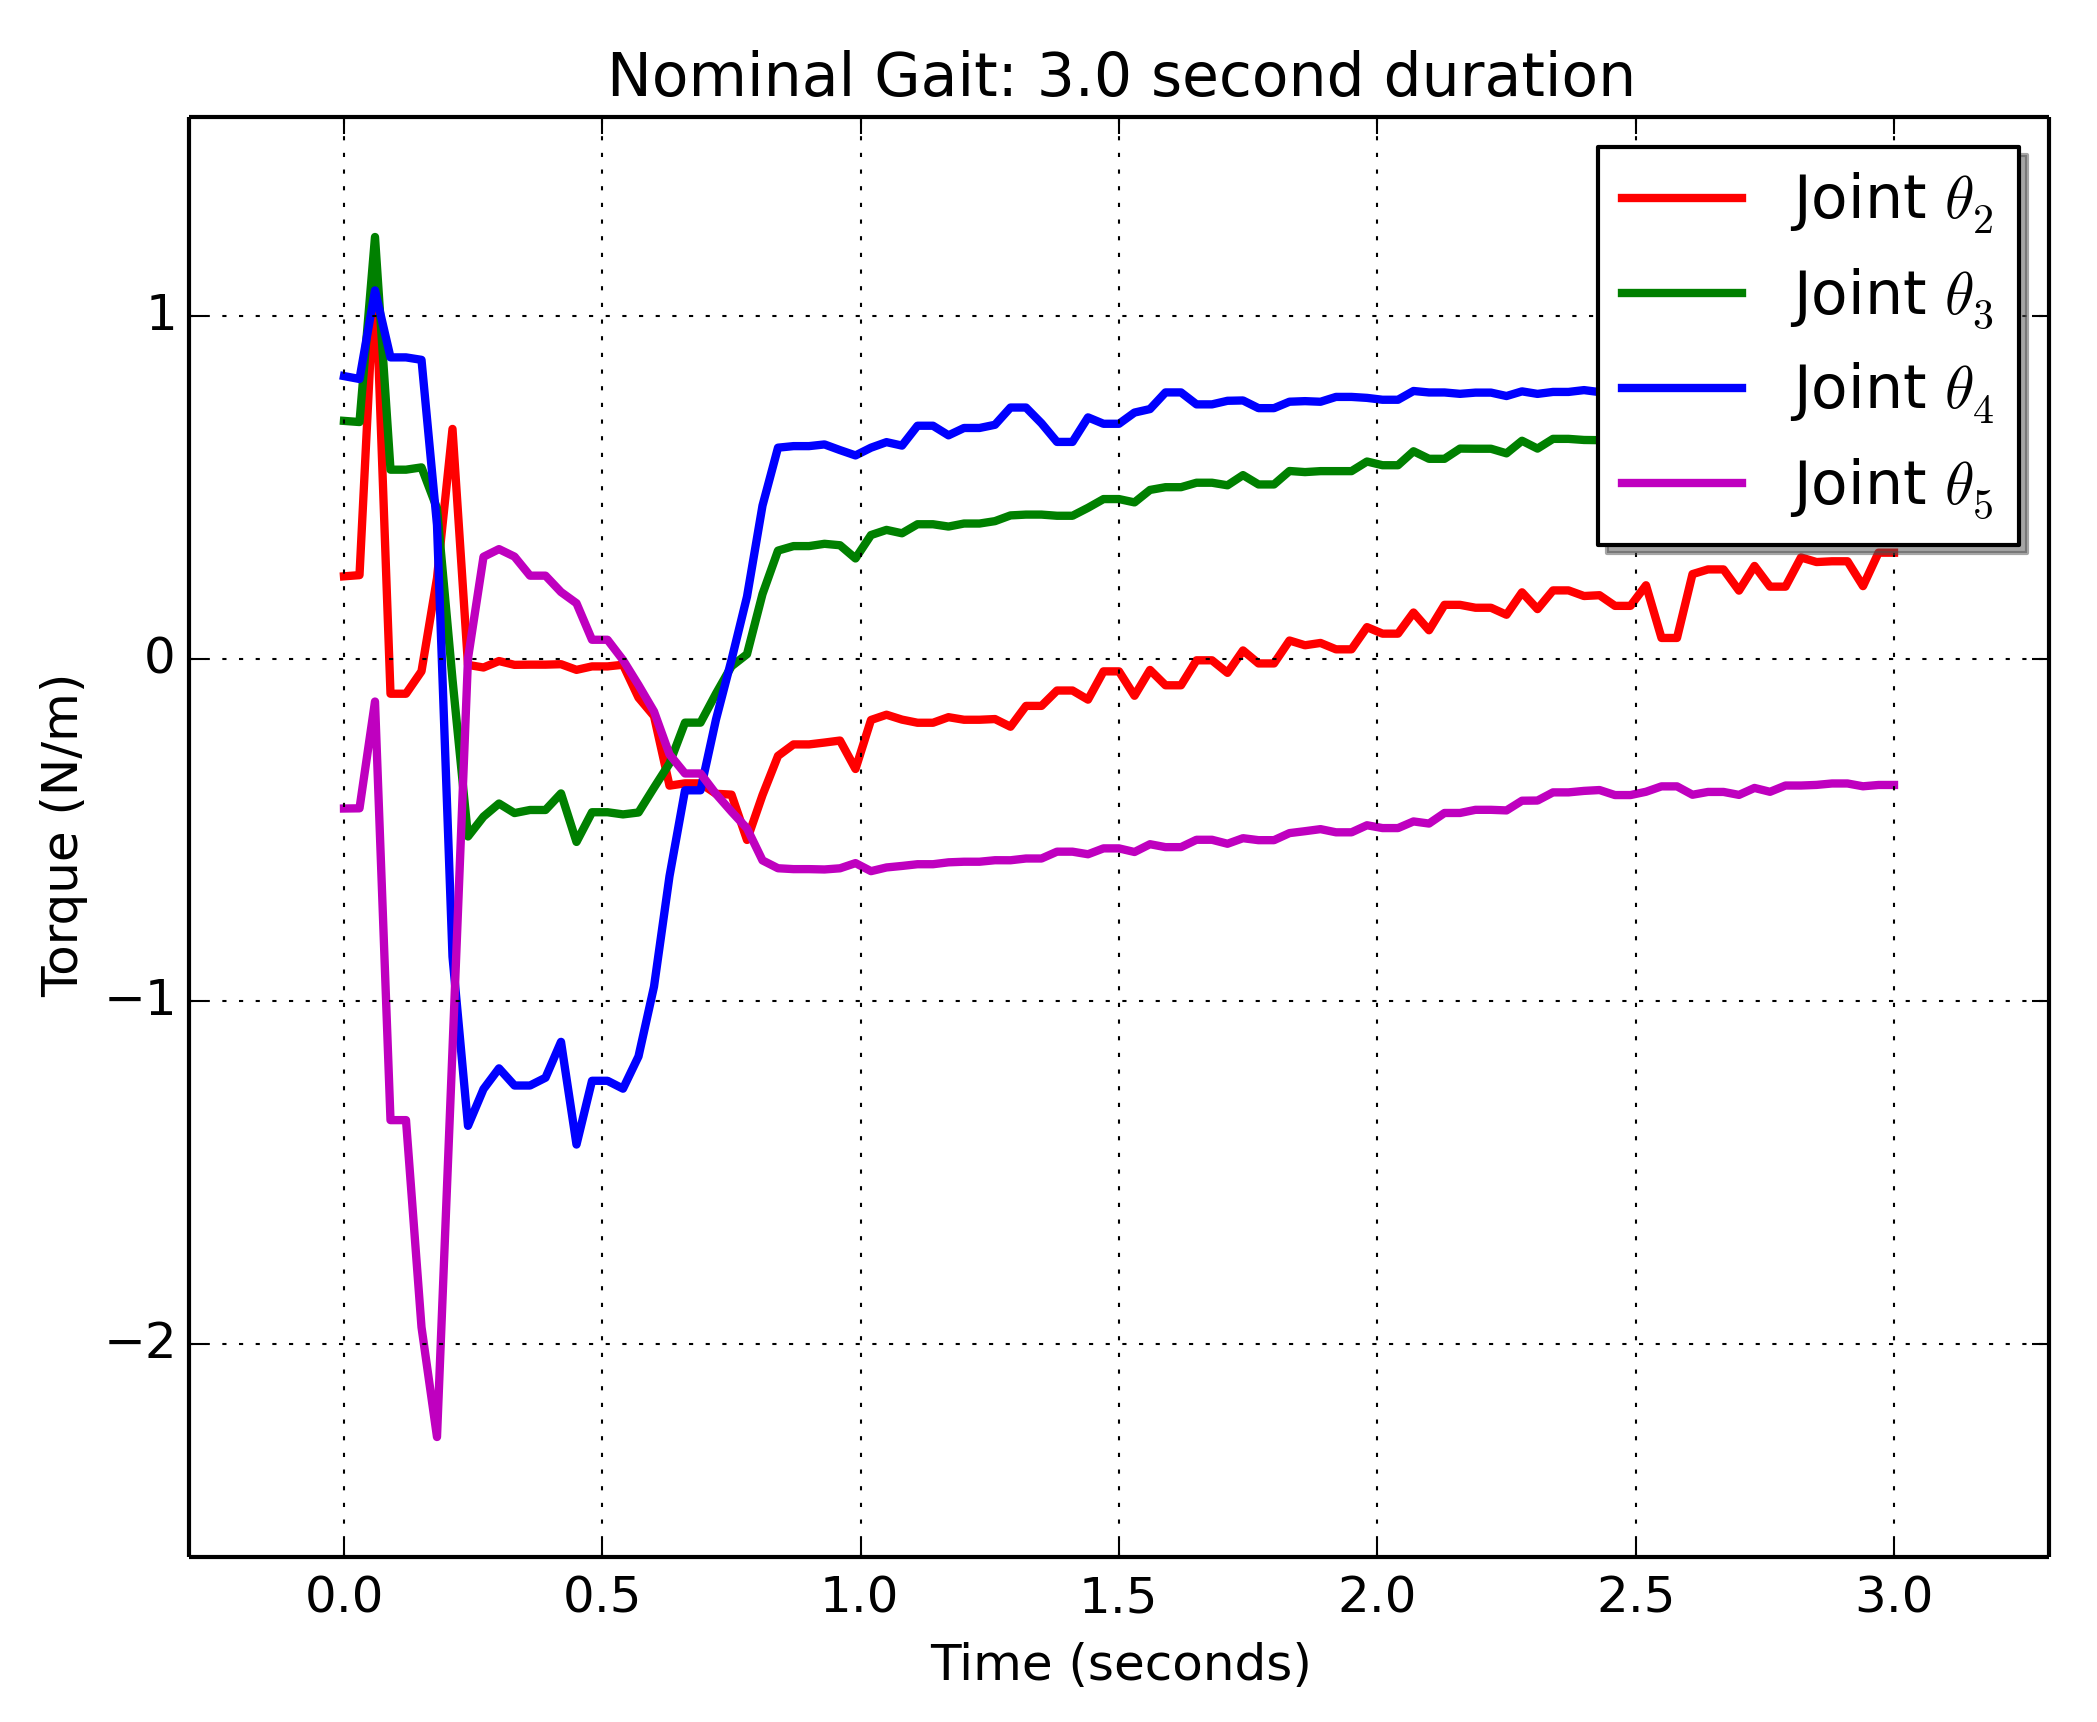 Nominal Gait: 3.0 second duration
Joint θ₂
Joint θ₃
Joint θ₄
Joint θ₅
Torque (N/m)
1
0
−1
−2
0.0 0.5 1.0 1.5 2.0 2.5 3.0
Time (seconds)